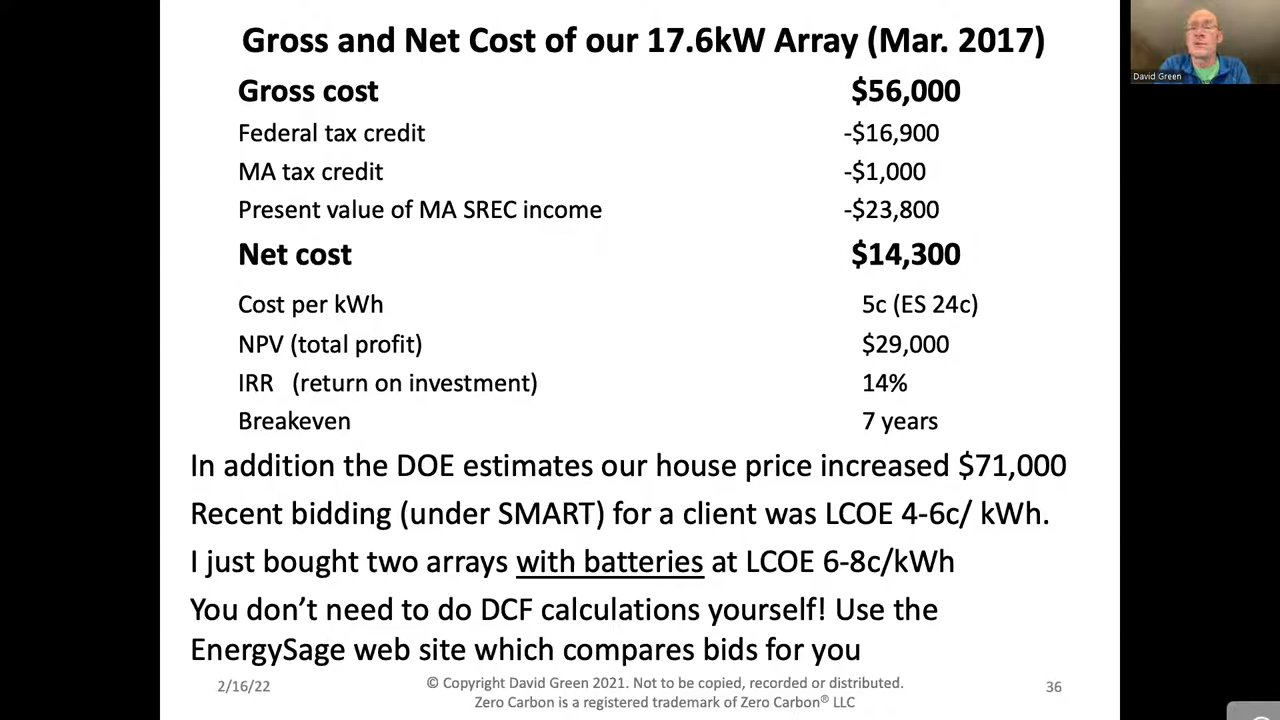 Gross and Net Cost of our 17.6kW Array (Mar. 2017)
Gross cost $56,000
Federal tax credit -$16,900
MA tax credit -$1,000
Present value of MA SREC income -$23,800
Net cost $14,300
Cost per kWh 5c (ES 24c)
NPV (total profit) $29,000
IRR (return on investment) 14%
Breakeven 7 years
In addition the DOE estimates our house price increased $71,000
Recent bidding (under SMART) for a client was LCOE 4-6c/ kWh.
I just bought two arrays with batteries at LCOE 6-8c/kWh
You don’t need to do DCF calculations yourself! Use the
EnergySage web site which compares bids for you
2/16/22
© Copyright David Green 2021. Not to be copied, recorded or distributed.
Zero Carbon is a registered trademark of Zero Carbon® LLC
36
David Green